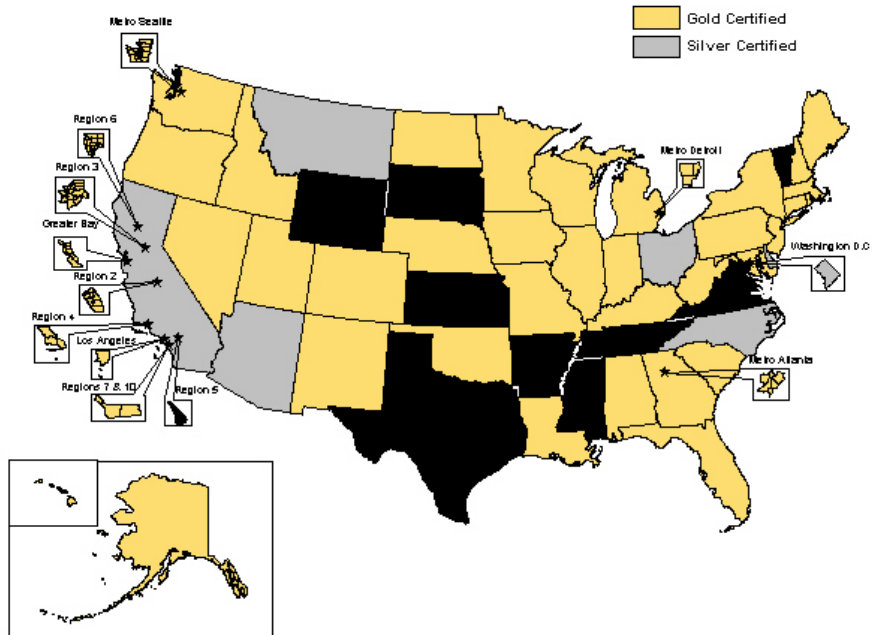 Gold Certified
Silver Certified
Metro Seattle
Region 6
Region 3
Greater Bay
Region 2
Region 4
Los Angeles
Regions 7 & 10
Region 5
Metro Detroit
Washington D.C
Metro Atlanta